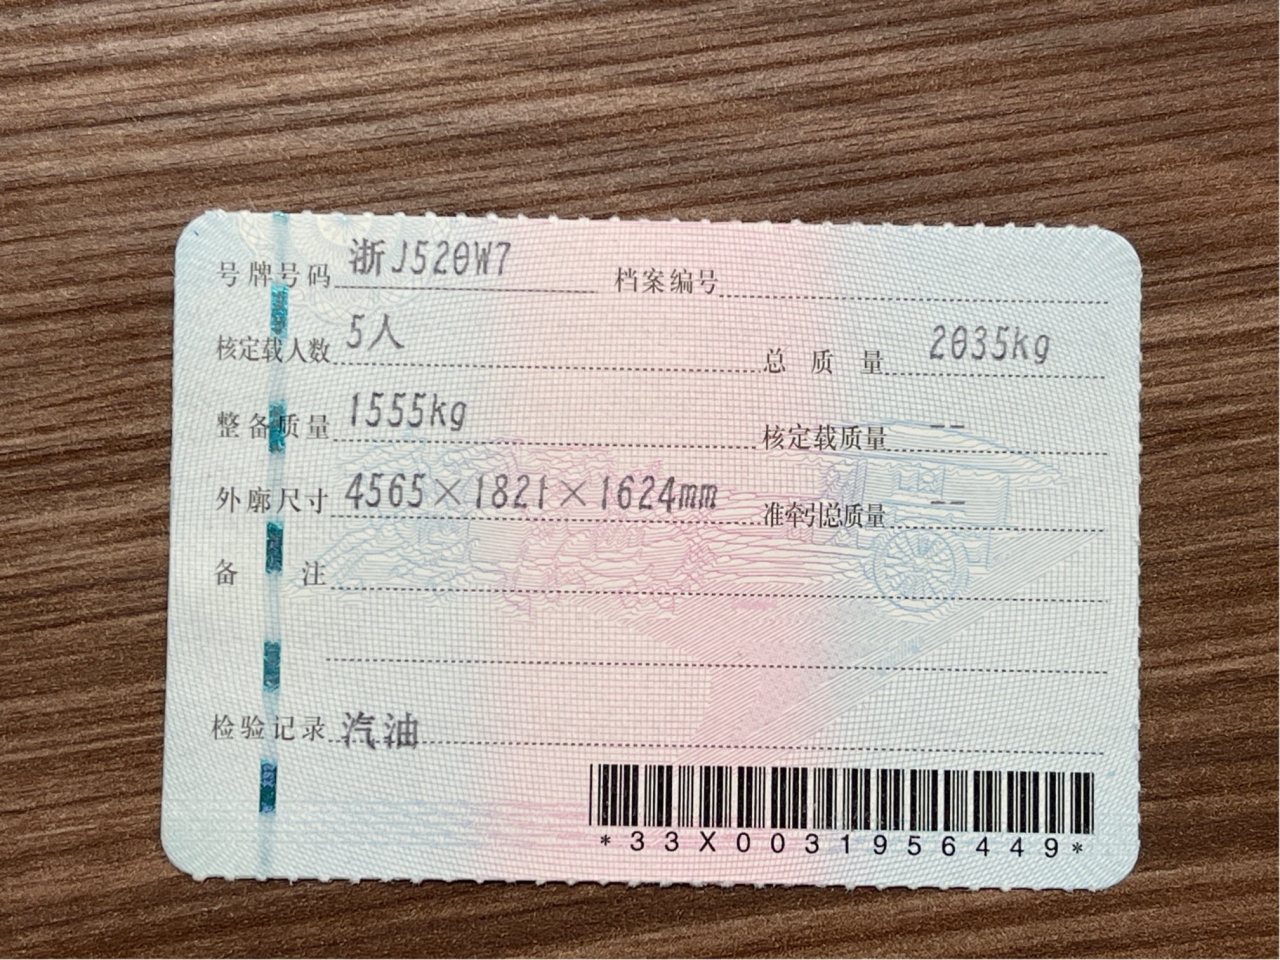 号牌号码 浙J520W7 档案编号
核定载人数 5人 总质量 2035kg
整备质量 1555kg 核定载质量 --
外廓尺寸 4565×1821×1624mm 准牵引总质量 --
备注
检验记录 汽油
*33X0031956449*